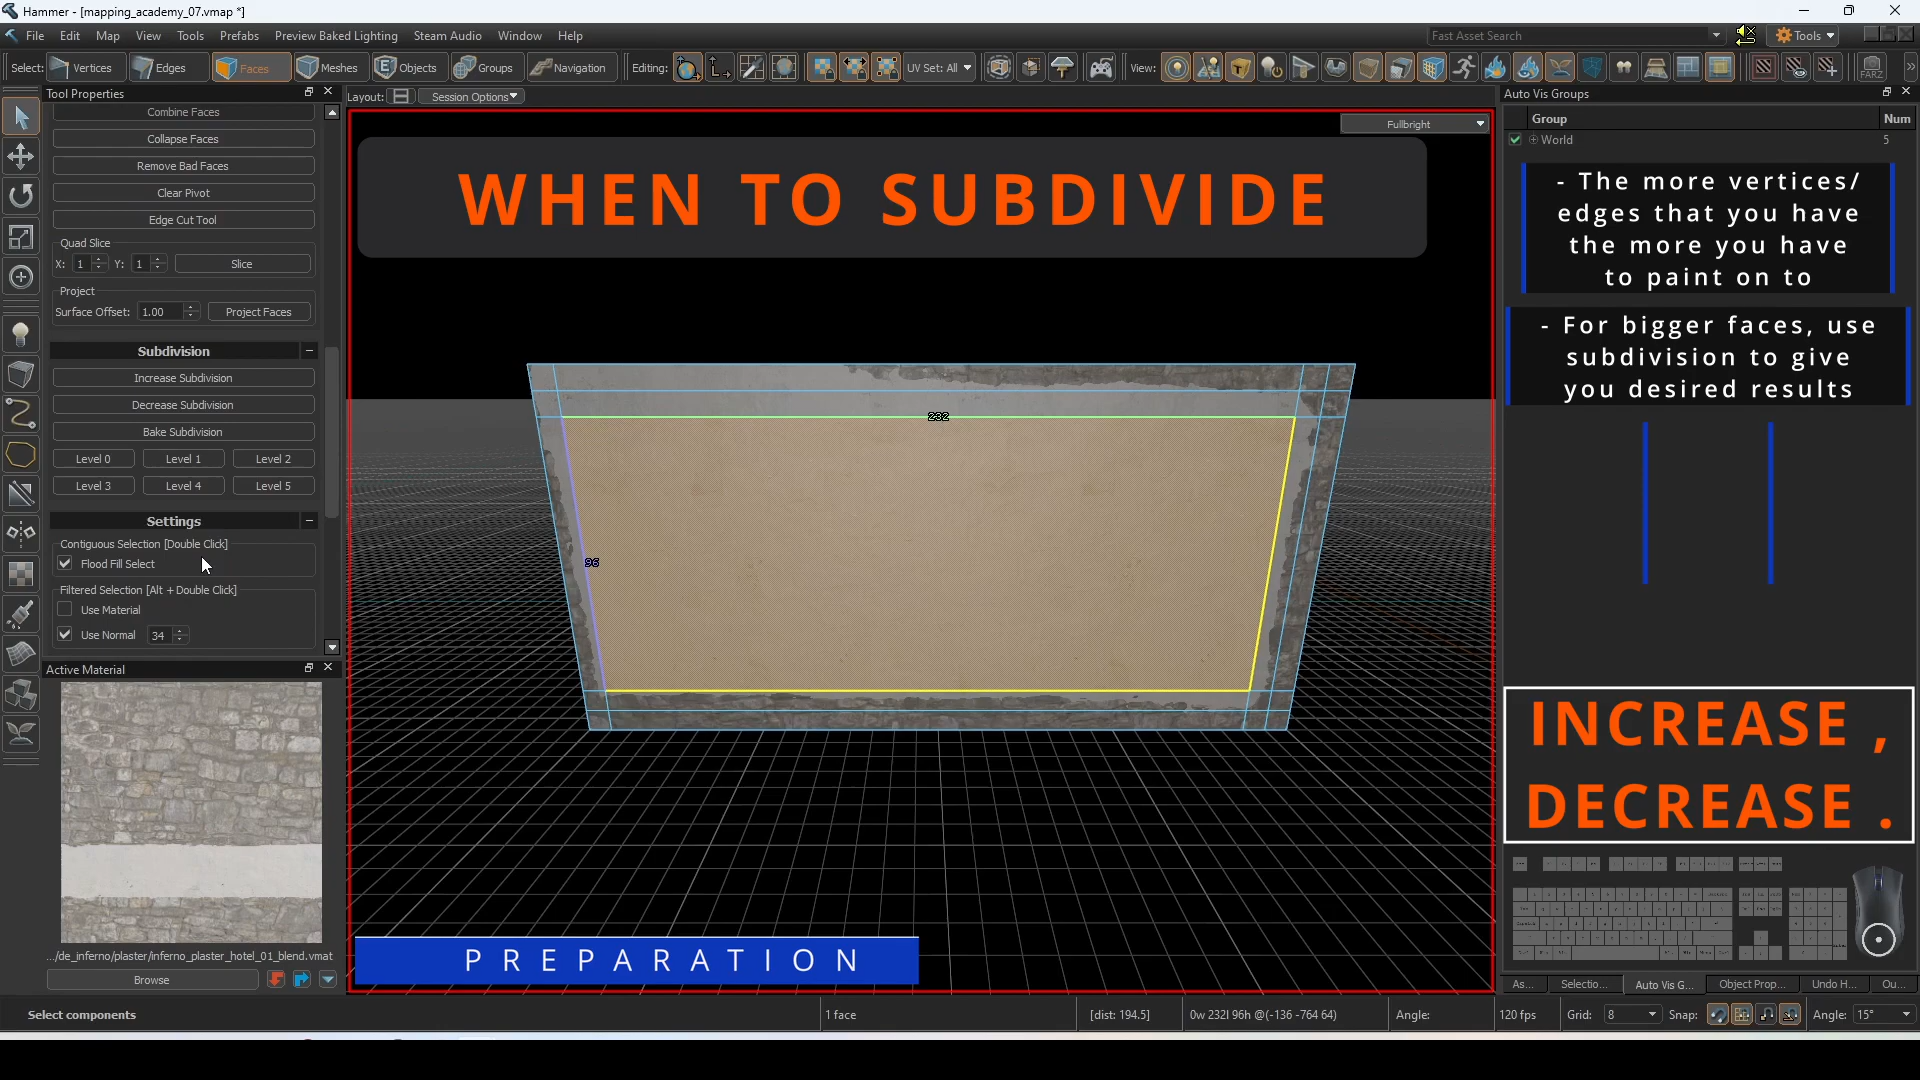 Hammer - [mapping_academy_07.vmap *]
File Edit Map View Tools Prefabs Preview Baked Lighting Steam Audio Window Help
Fast Asset Search
Tools
Select: Vertices Edges Faces Meshes Objects Groups Navigation Editing: UV Set: All View:
FARZ
Tool Properties
Layout: Session Options
Auto Vis Groups
Combine Faces
Collapse Faces
Remove Bad Faces
Clear Pivot
Edge Cut Tool
Quad Slice
X: 1 Y: 1 Slice
Project
Surface Offset: 1.00 Project Faces
Subdivision
Increase Subdivision
Decrease Subdivision
Bake Subdivision
Level 0 Level 1 Level 2
Level 3 Level 4 Level 5
Settings
Contiguous Selection [Double Click]
Flood Fill Select
Filtered Selection [Alt + Double Click]
Use Material
Use Normal 34
Active Material
.../de_inferno/plaster/inferno_plaster_hotel_01_blend.vmat
Browse
Fullbright
WHEN TO SUBDIVIDE
232
96
PREPARATION
Group Num
World 5
- The more vertices/
edges that you have
the more you have
to paint on to
- For bigger faces, use
subdivision to give
you desired results
INCREASE ,
DECREASE .
As... Selectio... Auto Vis G... Object Prop... Undo H... Ou...
Select components 1 face [dist: 194.5] 0w 232l 96h @(-136 -764 64) Angle: 120 fps Grid: 8 Snap: Angle: 15°